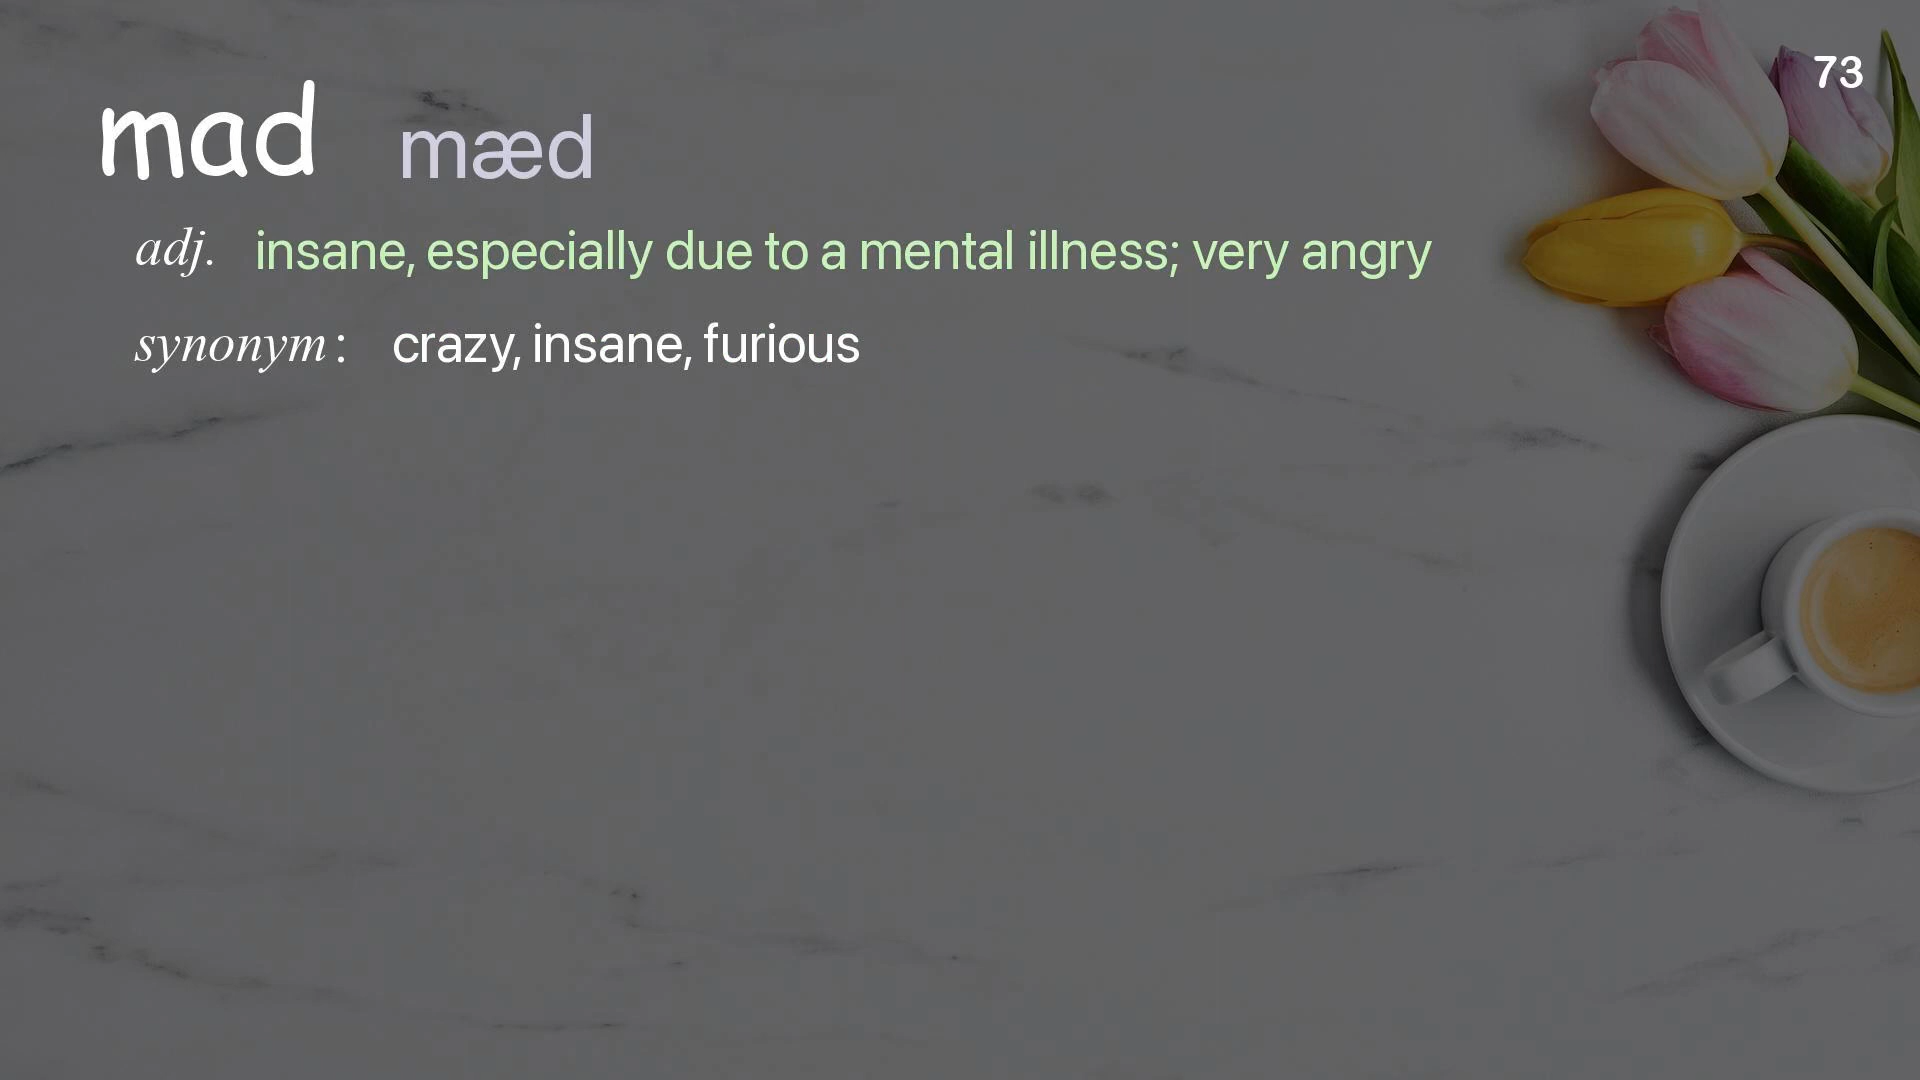 73
mad mæd
adj. insane, especially due to a mental illness; very angry
synonym: crazy, insane, furious